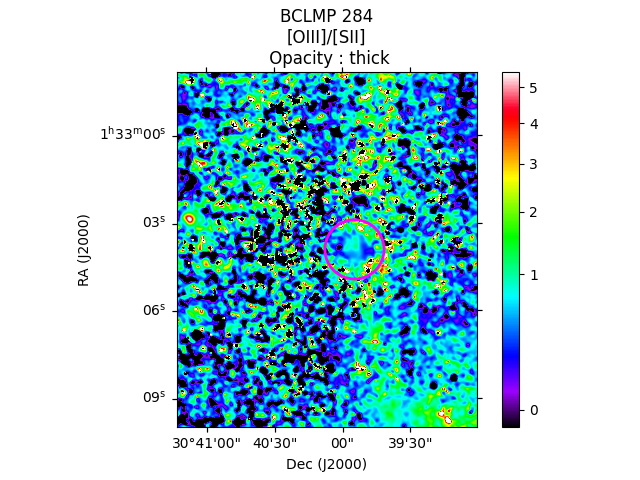 BCLMP 284
[OIII]/[SII]
Opacity : thick
1ʰ33ᵐ00ˢ
03ˢ
06ˢ
09ˢ
RA (J2000)
30°41'00" 40'30" 00" 39'30"
Dec (J2000)
5
4
3
2
1
0